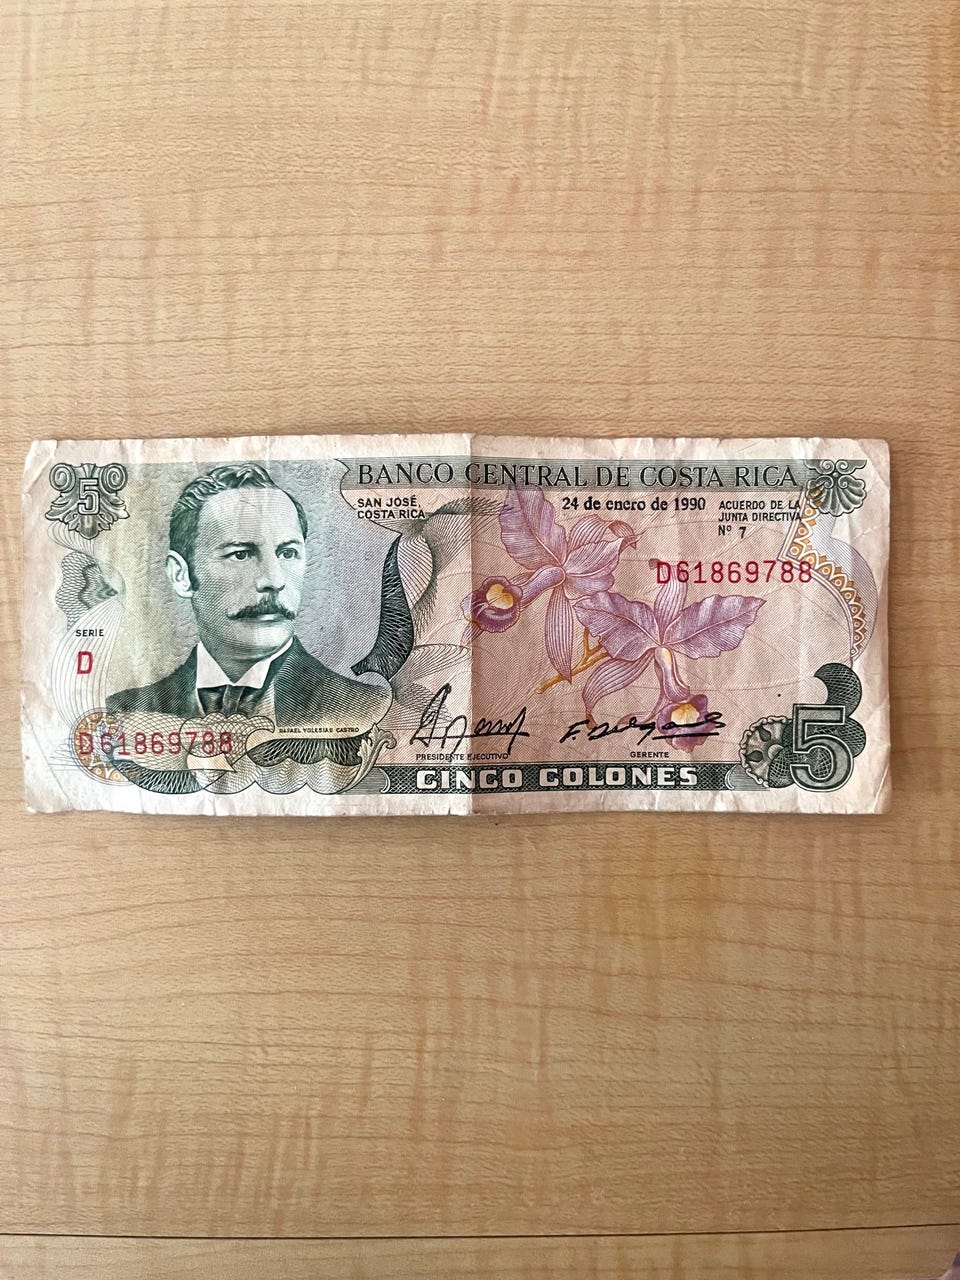 5
BANCO CENTRAL DE COSTA RICA
SAN JOSÉ,
COSTA RICA
24 de enero de 1990
ACUERDO DE LA
JUNTA DIRECTIVA
Nº 7
D61869788
SERIE
D
RAFAEL YGLESIAS CASTRO
D61869788
PRESIDENTE EJECUTIVO
GERENTE
CINCO COLONES
5